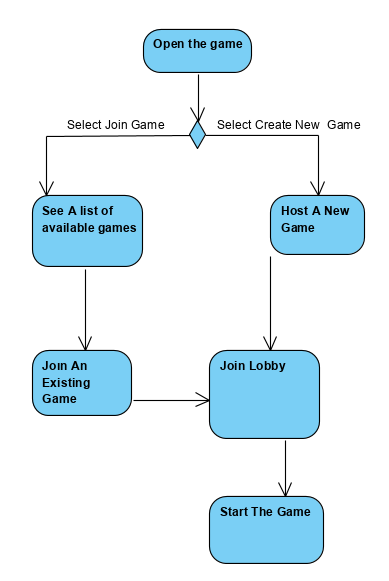 Open the game
Select Join Game
Select Create New Game
See A list of
available games
Host A New
Game
Join An
Existing
Game
Join Lobby
Start The Game